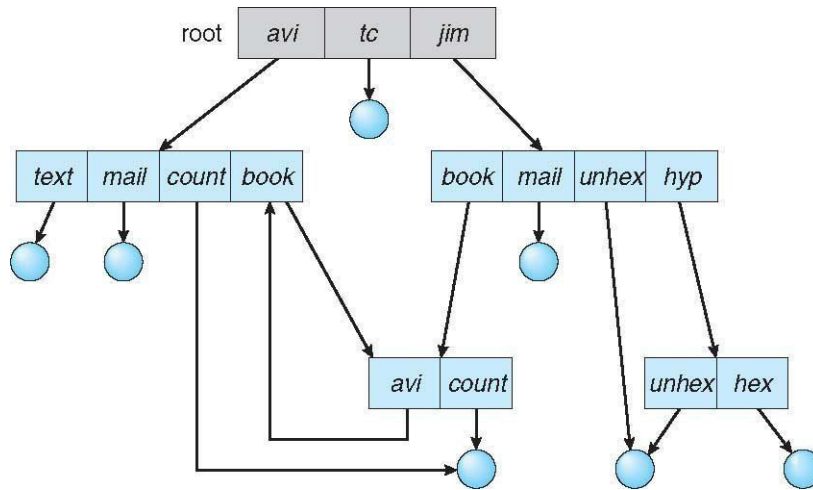 root avi tc jim
text mail count book
book mail unhex hyp
avi count
unhex hex